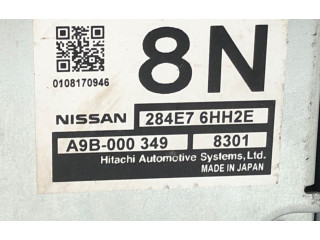 8N
0108170946
NISSAN 284E7 6HH2E
A9B-000 349 8301
Hitachi Automotive Systems,Ltd.
MADE IN JAPAN